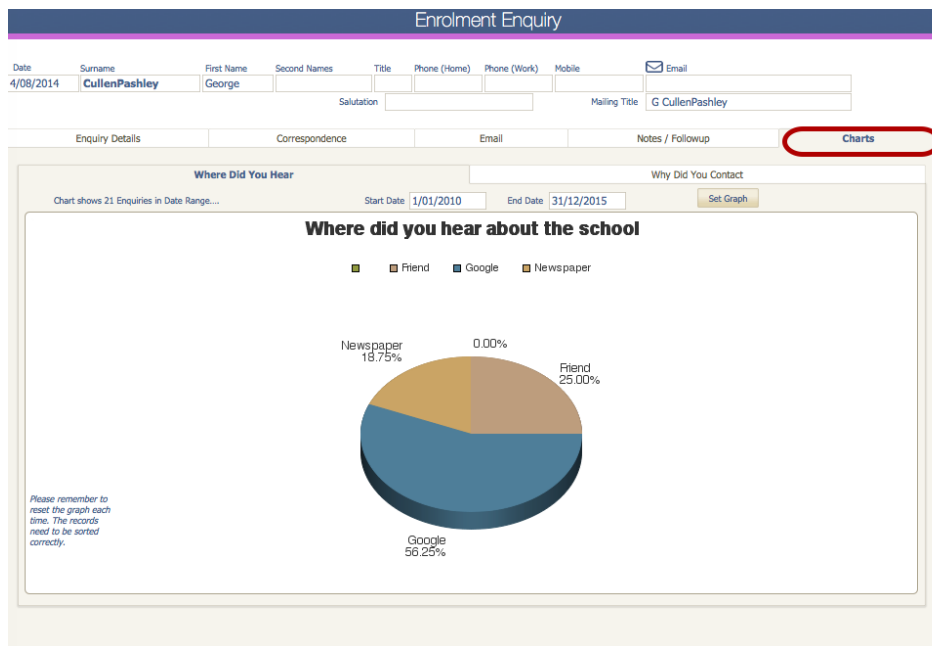 Enrolment Enquiry
Date Surname First Name Second Names Title Phone (Home) Phone (Work) Mobile Email
4/08/2014 CullenPashley George
Salutation Mailing Title G CullenPashley
Enquiry Details Correspondence Email Notes / Followup Charts
Where Did You Hear Why Did You Contact
Chart shows 21 Enquiries in Date Range.... Start Date 1/01/2010 End Date 31/12/2015 Set Graph
Where did you hear about the school
Friend Google Newspaper
Newspaper
18.75%
0.00%
Friend
25.00%
Google
56.25%
Please remember to
reset the graph each
time. The records
need to be sorted
correctly.